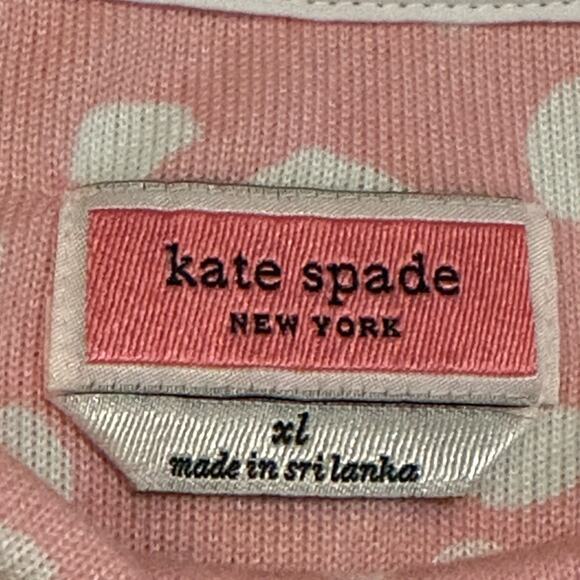 kate spade
NEW YORK
xl
made in sri lanka